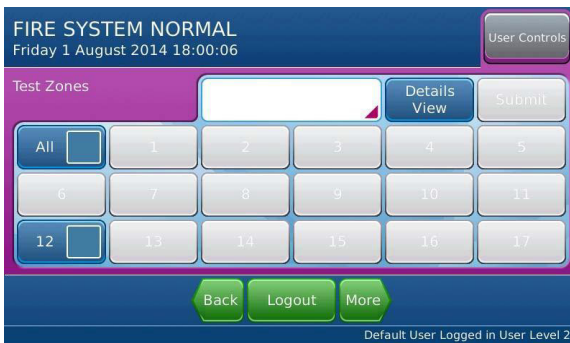 FIRE SYSTEM NORMAL
Friday 1 August 2014 18:00:06
User Controls
Test Zones
Details
View
Submit
All 1 2 3 4 5
6 7 8 9 10 11
12 13 14 15 16 17
Back Logout More
Default User Logged in User Level 2